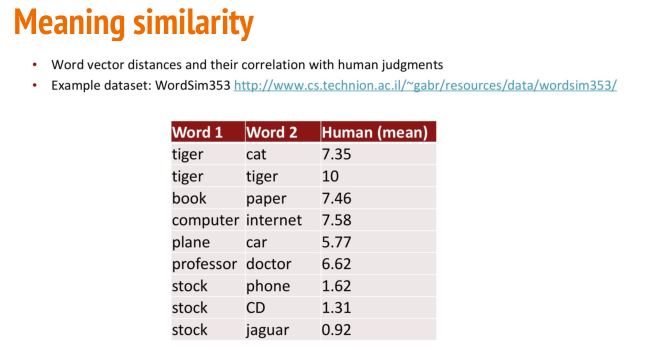 Meaning similarity
• Word vector distances and their correlation with human judgments
• Example dataset: WordSim353 http://www.cs.technion.ac.il/~gabr/resources/data/wordsim353/
Word 1 Word 2 Human (mean)
tiger cat 7.35
tiger tiger 10
book paper 7.46
computer internet 7.58
plane car 5.77
professor doctor 6.62
stock phone 1.62
stock CD 1.31
stock jaguar 0.92